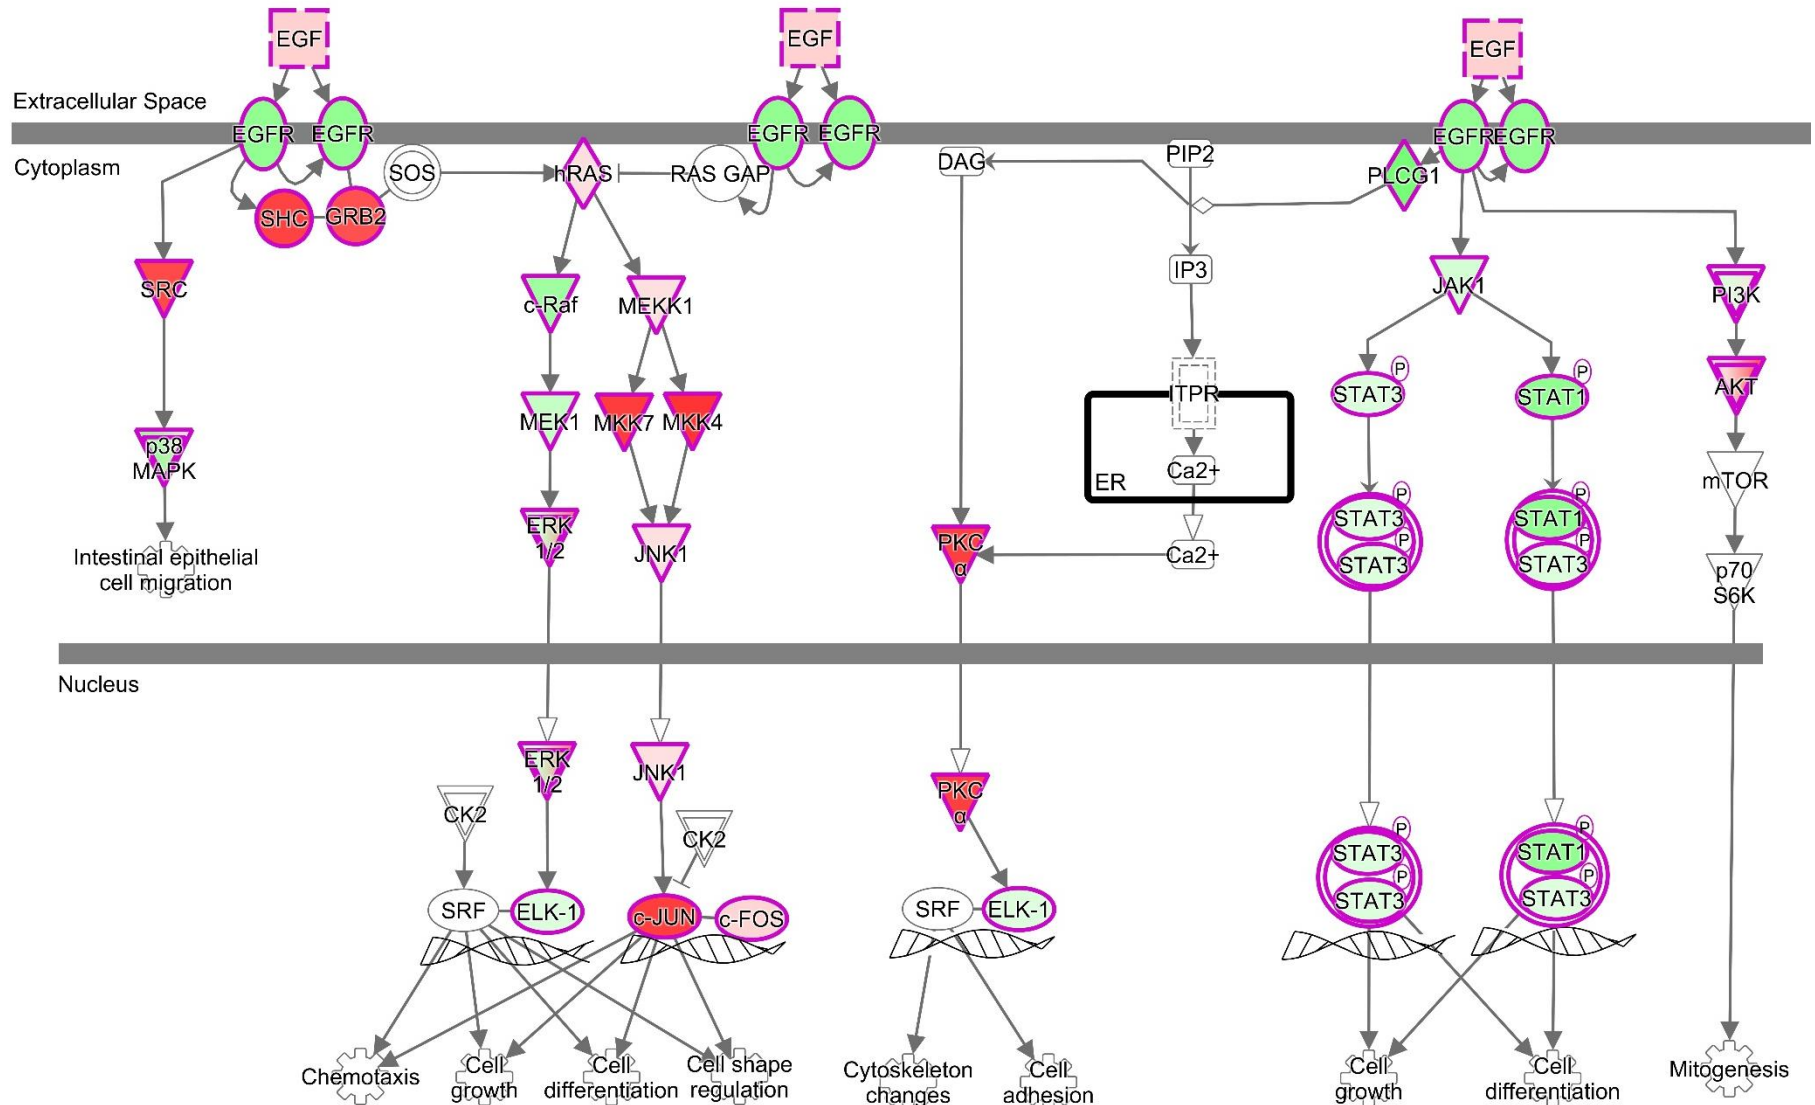 EGF
EGF
EGF
Extracellular Space
EGFR
EGFR
EGFR
EGFR
EGFR
EGFR
Cytoplasm
SOS
hRAS
RAS GAP
DAG
PIP2
PLCG1
SHC
GRB2
IP3
SRC
c-Raf
MEKK1
JAK1
PI3K
ITPR
P
STAT3
P
STAT1
AKT
MEK1
MKK7
MKK4
p38
MAPK
Ca2+
ER
mTOR
ERK
1/2
JNK1
PKC
α
Ca2+
P
STAT3
P
STAT3
P
STAT1
P
STAT3
p70
S6K
Intestinal epithelial
cell migration
Nucleus
ERK
1/2
JNK1
PKC
α
CK2
CK2
P
STAT3
P
STAT3
P
STAT1
P
STAT3
SRF
ELK-1
c-JUN
c-FOS
SRF
ELK-1
Chemotaxis
Cell
growth
Cell
differentiation
Cell shape
regulation
Cytoskeleton
changes
Cell
adhesion
Cell
growth
Cell
differentiation
Mitogenesis